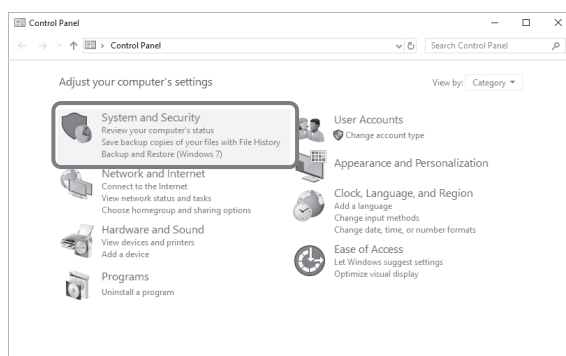 Control Panel
Control Panel
Search Control Panel
Adjust your computer's settings
View by: Category
System and Security
Review your computer's status
Save backup copies of your files with File History
Backup and Restore (Windows 7)
Network and Internet
Connect to the Internet
View network status and tasks
Choose homegroup and sharing options
Hardware and Sound
View devices and printers
Add a device
Programs
Uninstall a program
User Accounts
Change account type
Appearance and Personalization
Clock, Language, and Region
Add a language
Change input methods
Change date, time, or number formats
Ease of Access
Let Windows suggest settings
Optimize visual display